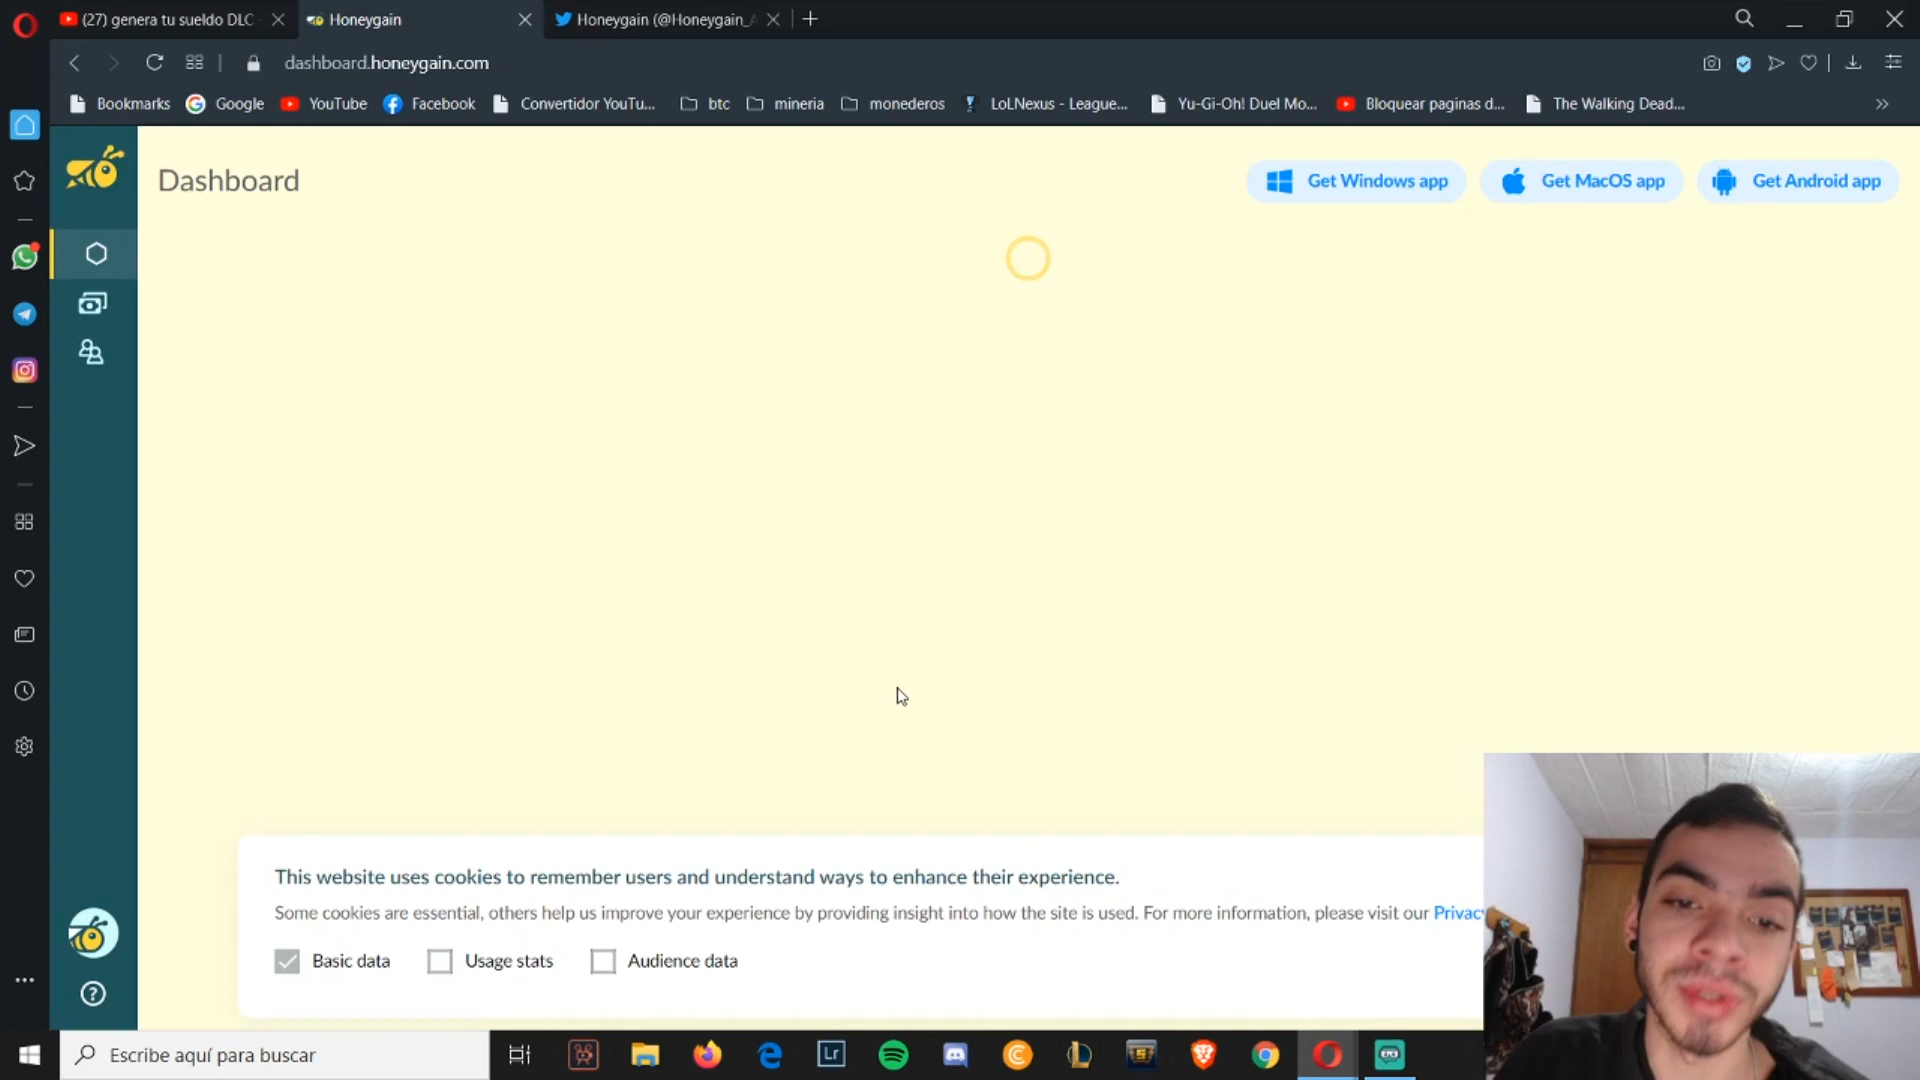 (27) genera tu sueldo DLC
Honeygain
Honeygain (@Honeygain_
dashboard.honeygain.com
Bookmarks
Google
YouTube
Facebook
Convertidor YouTu...
btc
mineria
monederos
LoLNexus - League...
Yu-Gi-Oh! Duel Mo...
Bloquear paginas d...
The Walking Dead...
Dashboard
Get Windows app
Get MacOS app
Get Android app
This website uses cookies to remember users and understand ways to enhance their experience.
Some cookies are essential, others help us improve your experience by providing insight into how the site is used. For more information, please visit our Privacy
Basic data
Usage stats
Audience data
Escribe aquí para buscar
Lr